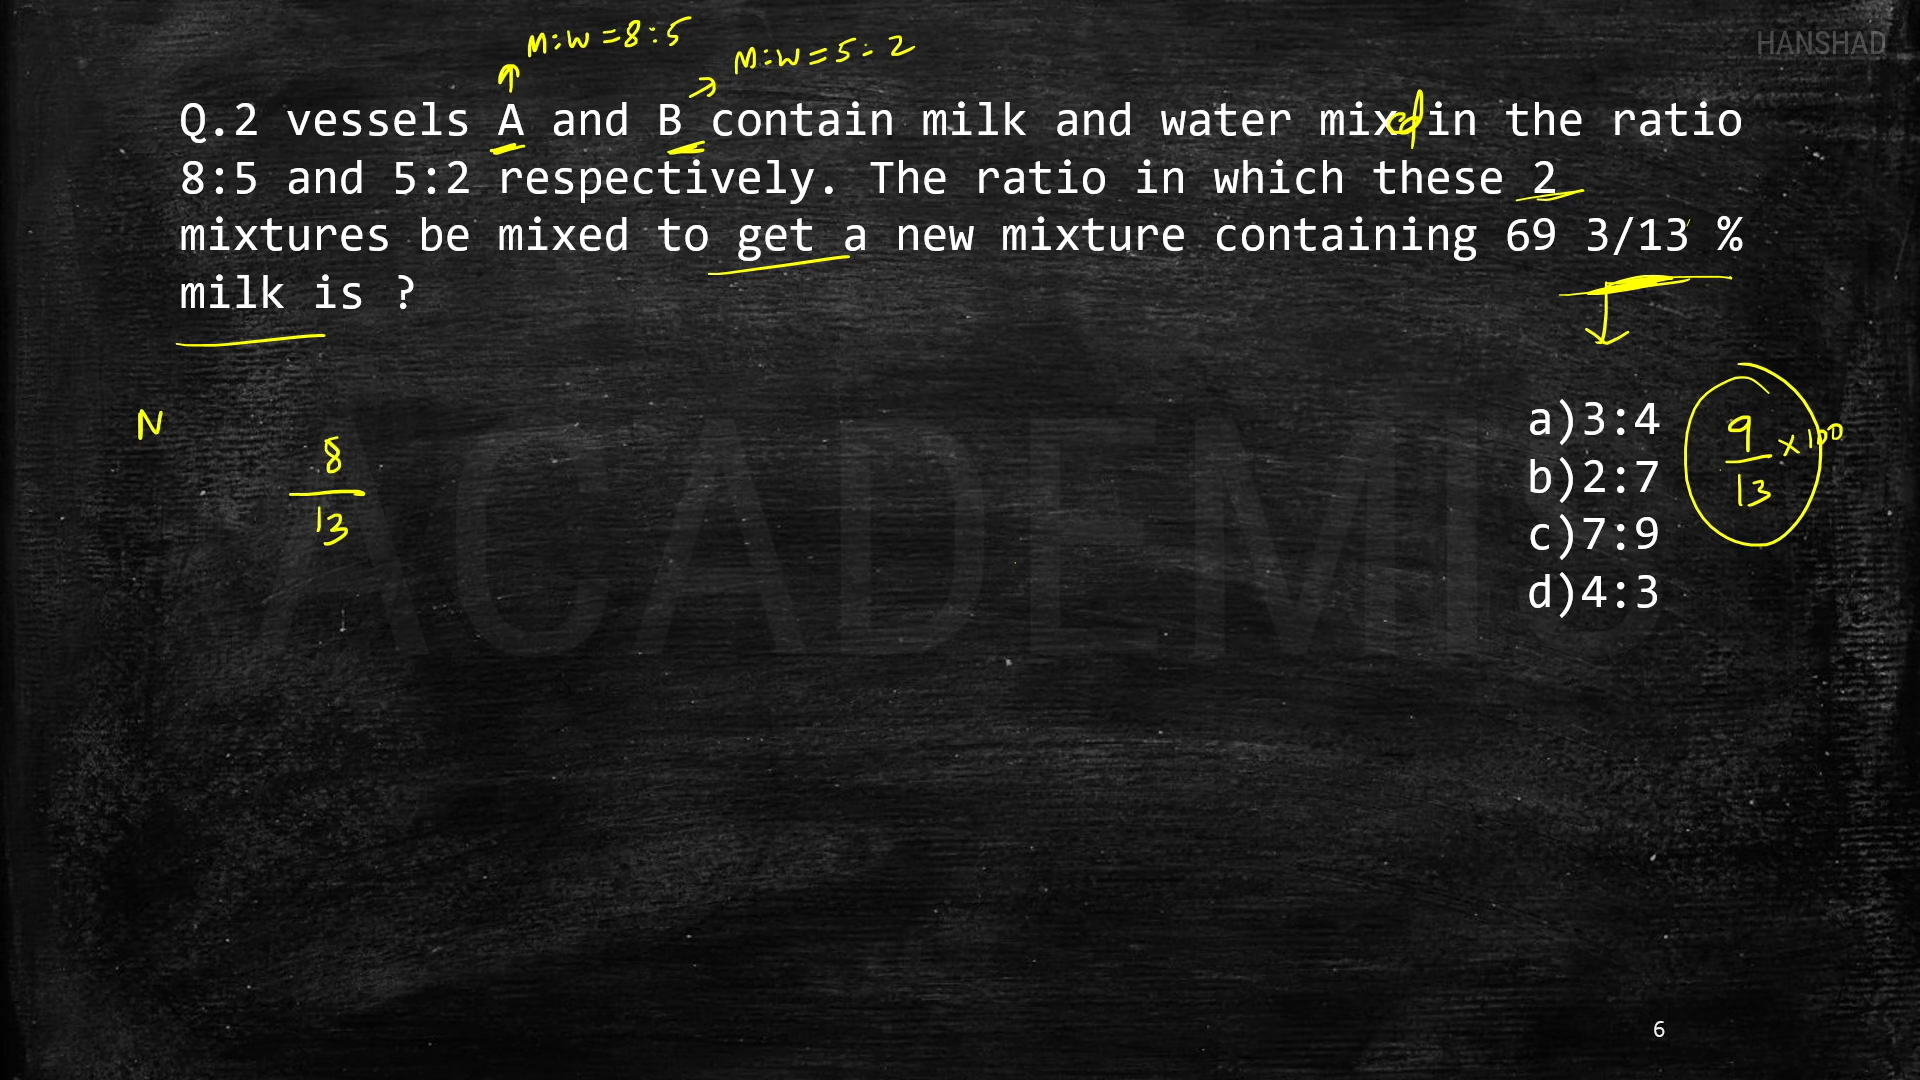 HANSHAD
M:W=8:5
M:W=5:2
Q.2 vessels A and B contain milk and water mixd in the ratio
8:5 and 5:2 respectively. The ratio in which these 2
mixtures be mixed to get a new mixture containing 69 3/13 %
milk is ?
N
8
13
a)3:4
b)2:7
c)7:9
d)4:3
9
13
×100
ACADEMI
6